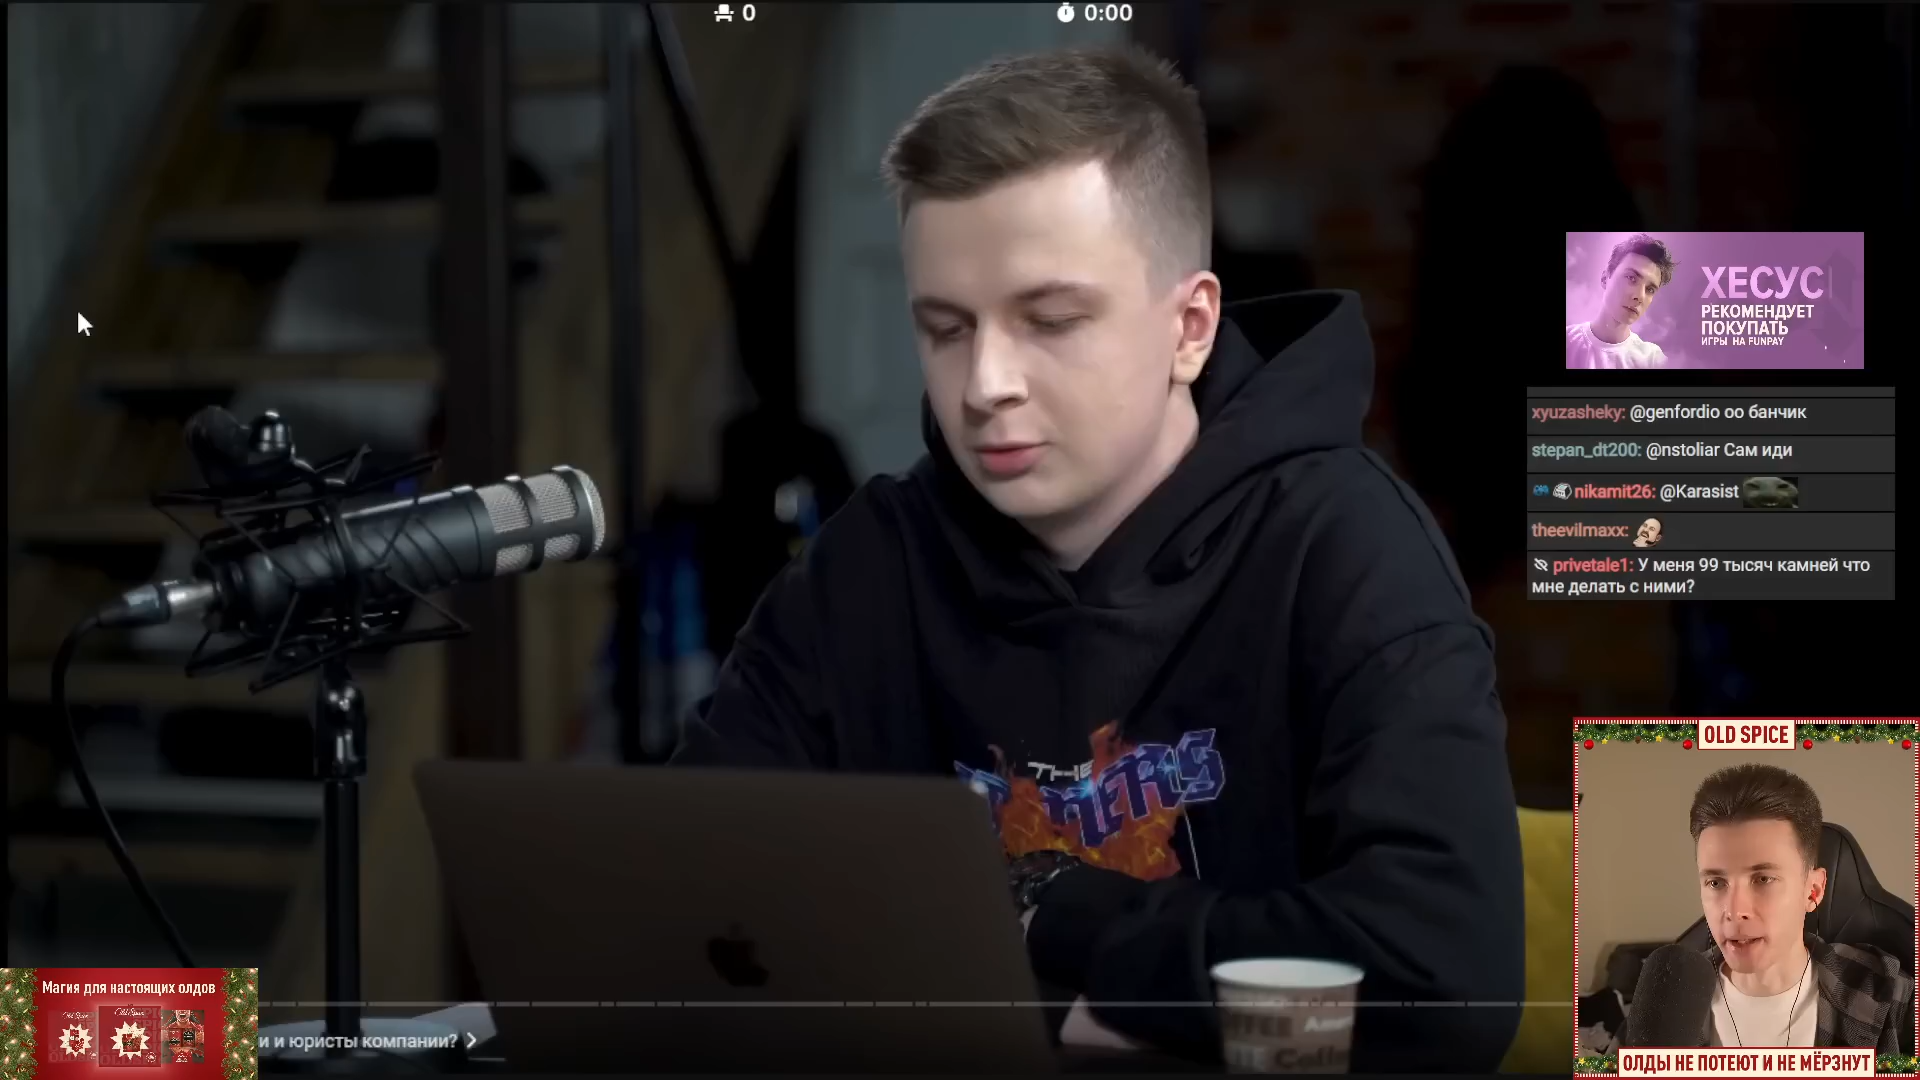 0
0:00
ХЕСУС
РЕКОМЕНДУЕТ
ПОКУПАТЬ
ИГРЫ НА FUNPAY
xyuzasheky: @genfordio оо банчик
stepan_dt200: @nstoliar Сам иди
nikamit26: @Karasist
theevilmaxx:
privetale1: У меня 99 тысяч камней что
мне делать с ними?
OLD SPICE
THE
Магия для настоящих олдов
и и юристы компании?
ОЛДЫ НЕ ПОТЕЮТ И НЕ МЁРЗНУТ